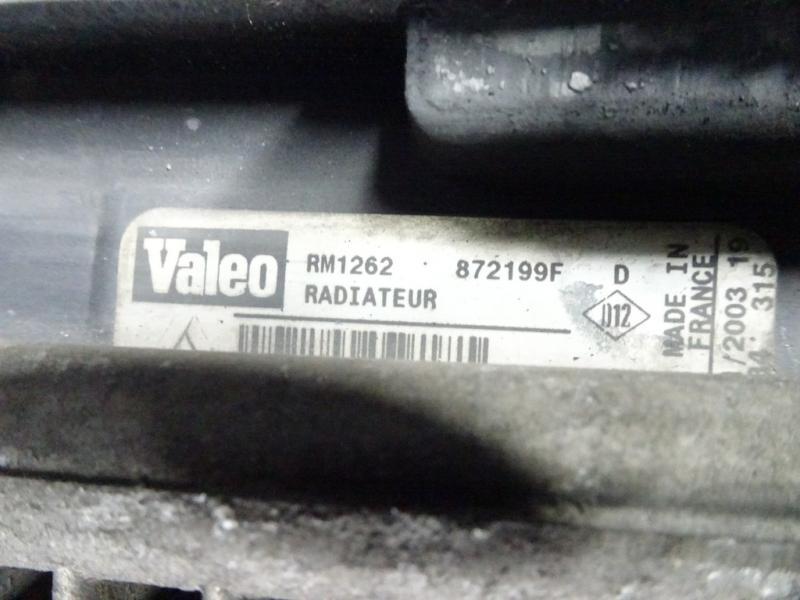 Valeo
RM1262 872199F D
RADIATEUR
D12
MADE IN
FRANCE
/2003 19
315